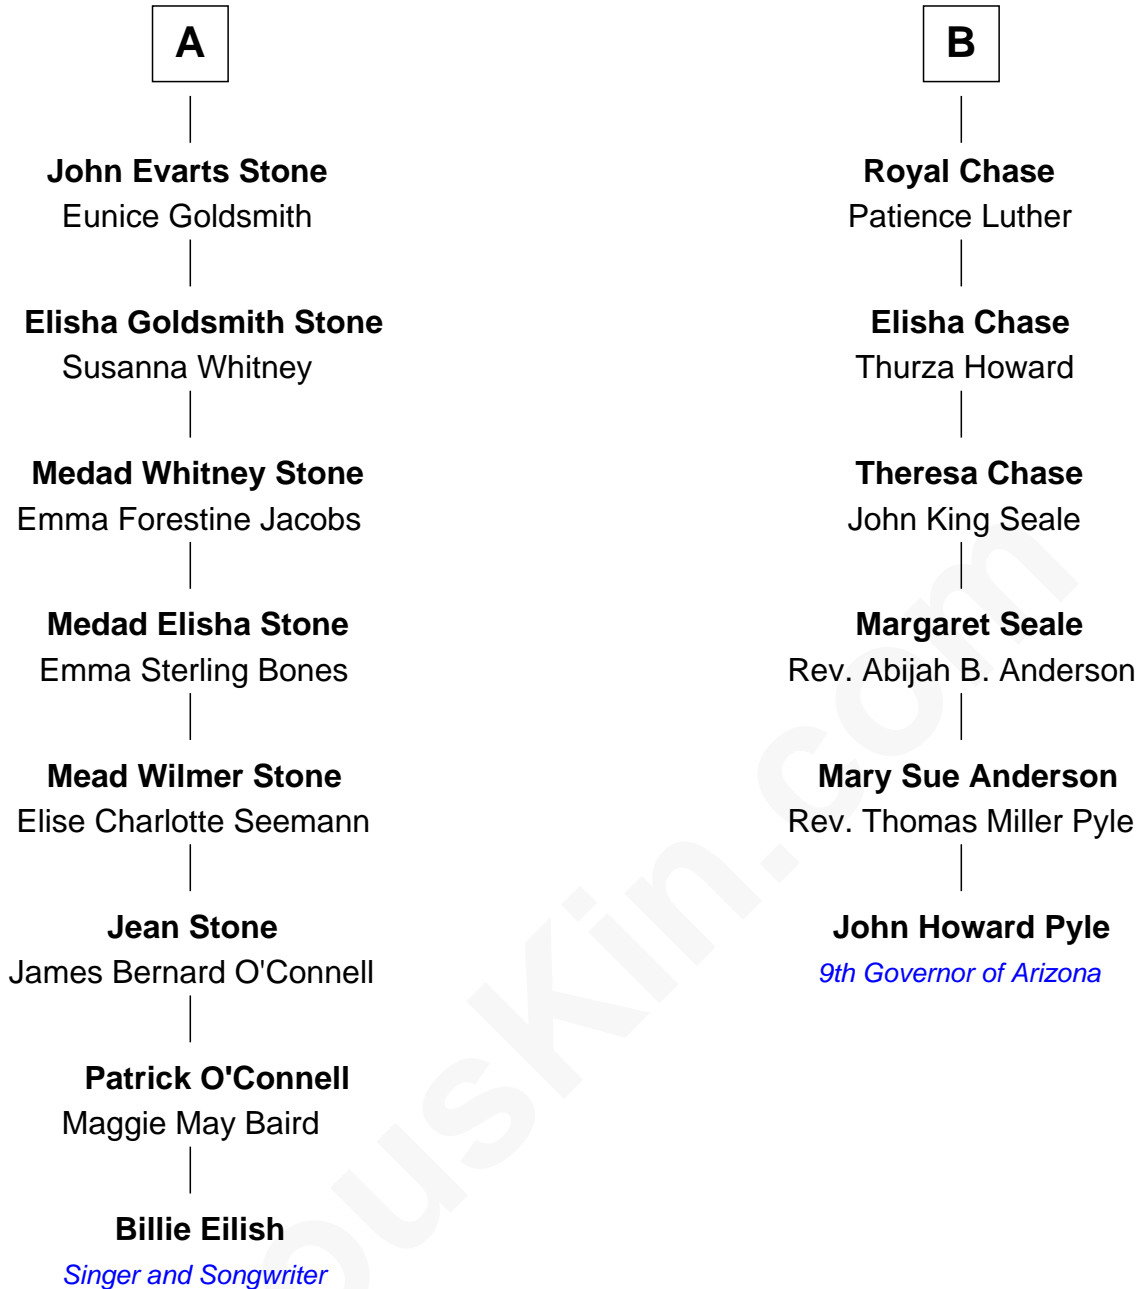 A
John Evarts Stone
Eunice Goldsmith
Elisha Goldsmith Stone
Susanna Whitney
Medad Whitney Stone
Emma Forestine Jacobs
Medad Elisha Stone
Emma Sterling Bones
Mead Wilmer Stone
Elise Charlotte Seemann
Jean Stone
James Bernard O'Connell
Patrick O'Connell
Maggie May Baird
Billie Eilish
Singer and Songwriter
B
Royal Chase
Patience Luther
Elisha Chase
Thurza Howard
Theresa Chase
John King Seale
Margaret Seale
Rev. Abijah B. Anderson
Mary Sue Anderson
Rev. Thomas Miller Pyle
John Howard Pyle
9th Governor of Arizona
ousKin.com